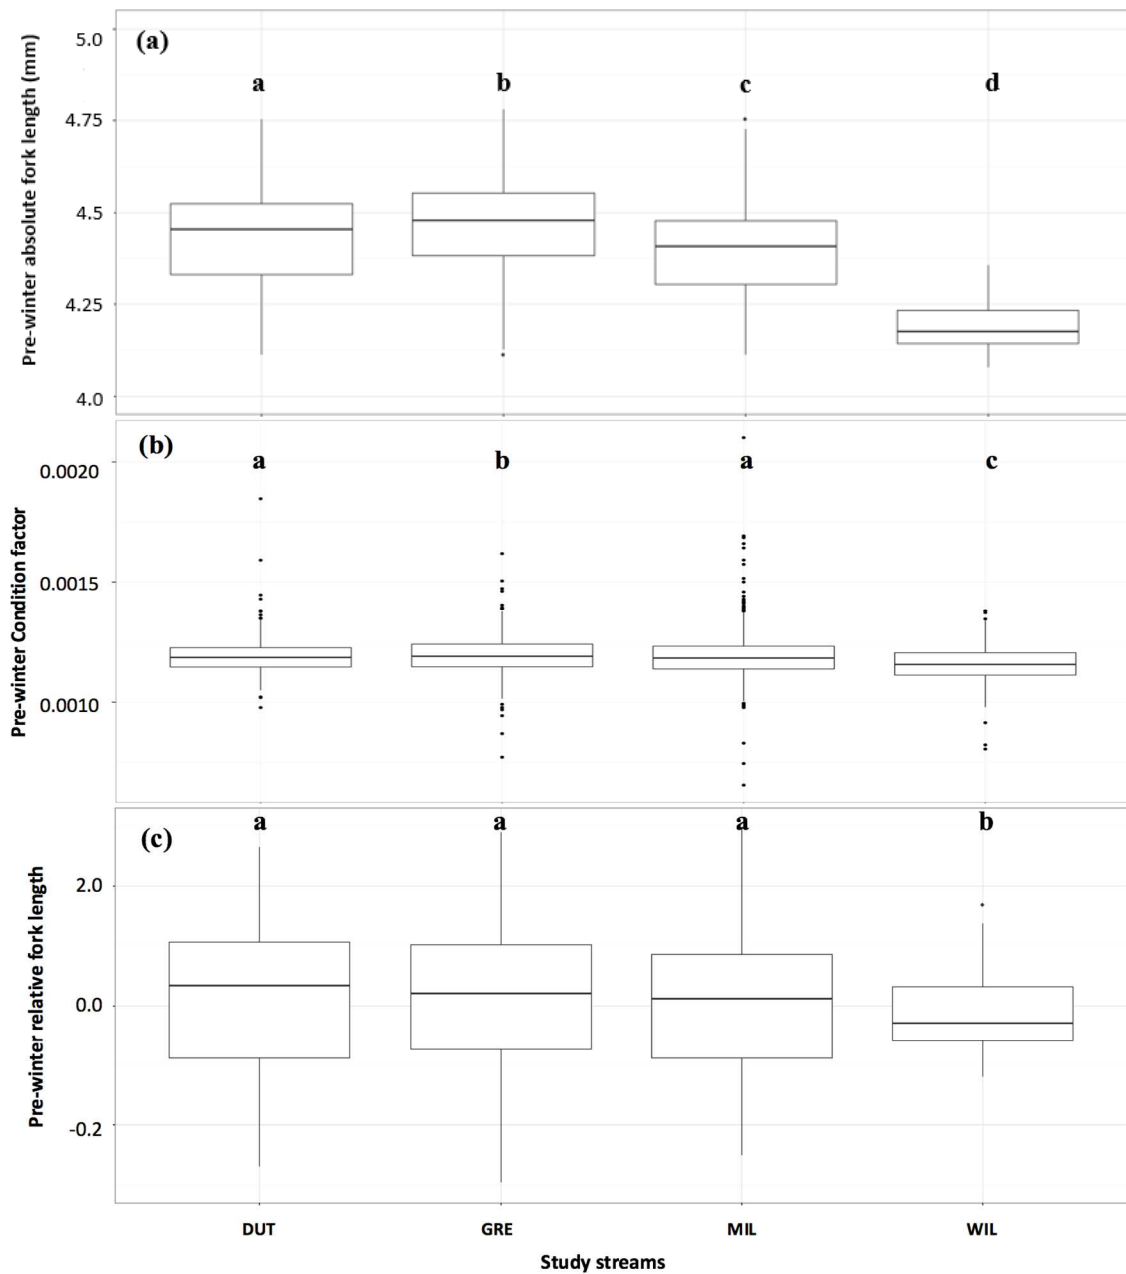 Pre-winter absolute fork length (mm)
(a)
5.0
4.75
4.5
4.25
4.0
a b c d
Pre-winter Condition factor
(b)
0.0020
0.0015
0.0010
a b a c
Pre-winter relative fork length
(c)
2.0
0.0
-0.2
a a a b
DUT GRE MIL WIL
Study streams